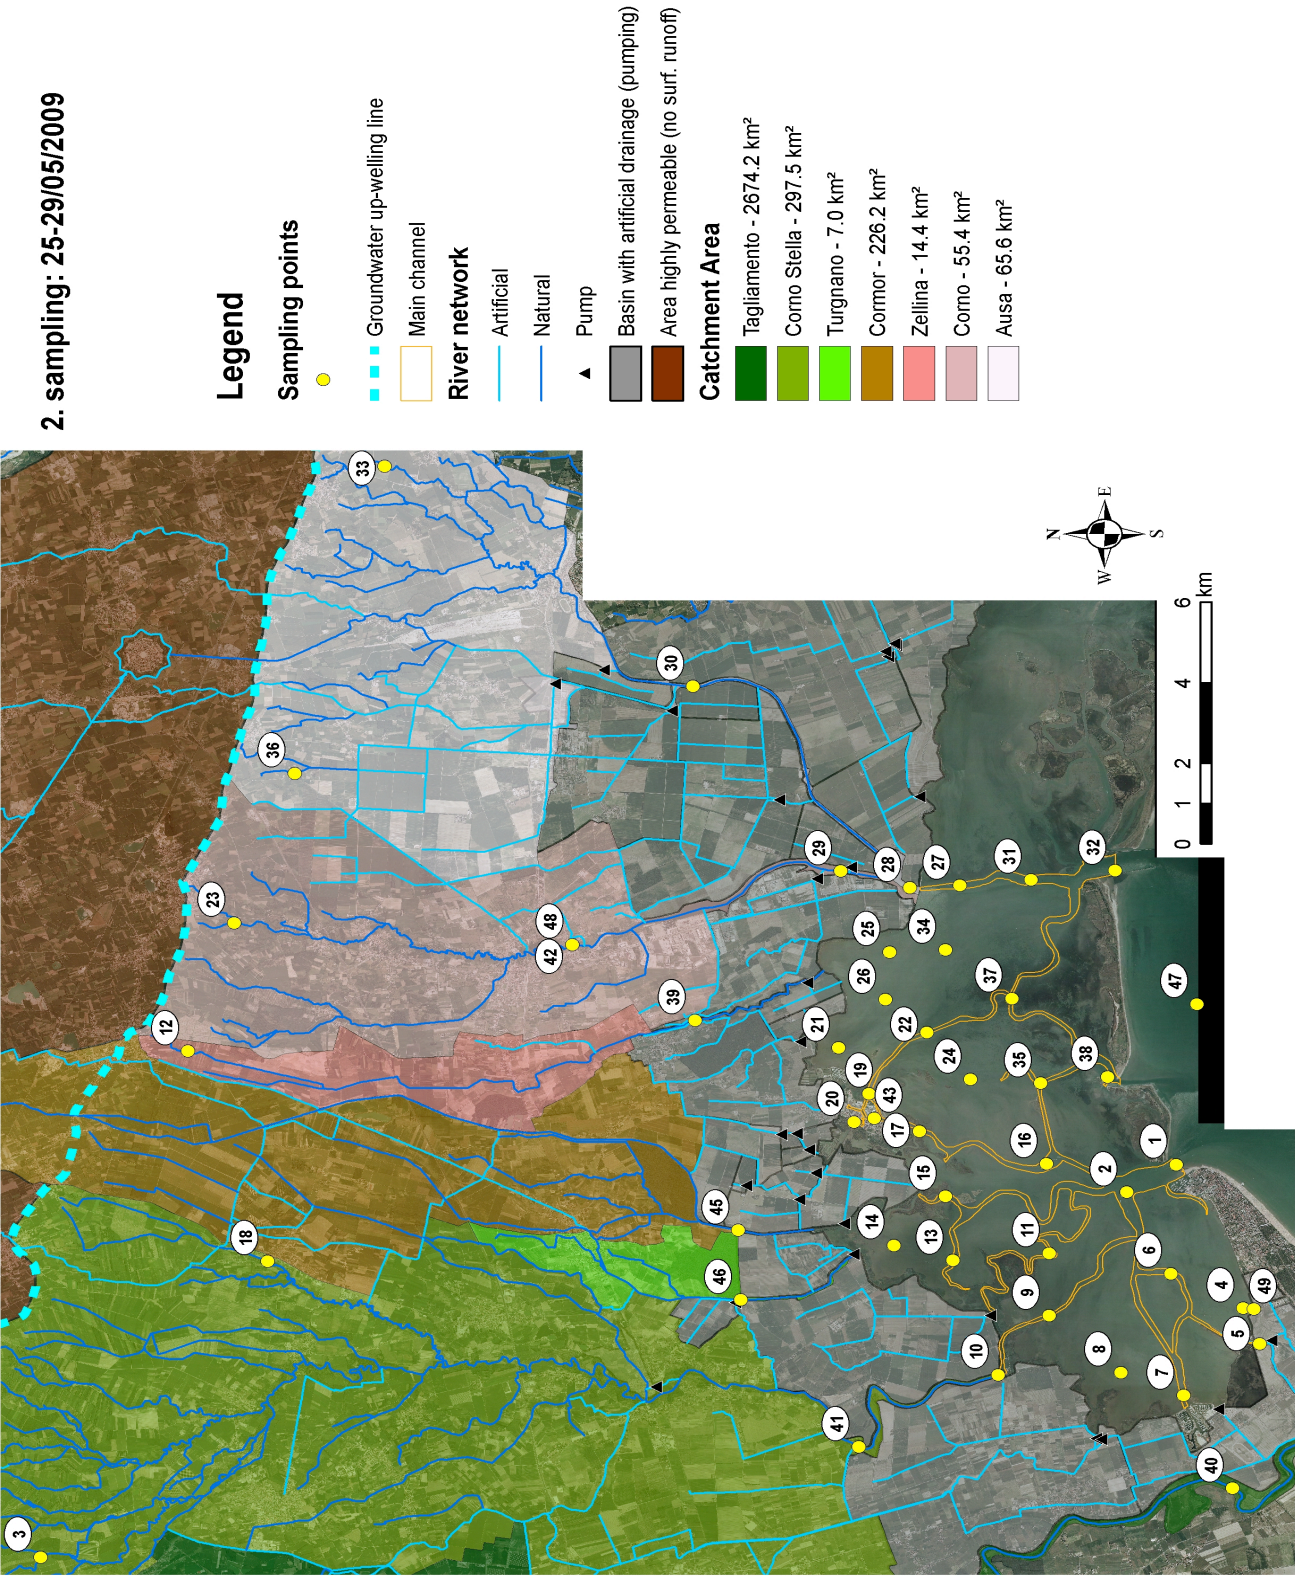 2. sampling: 25-29/05/2009
Legend
Sampling points
Groundwater up-welling line
Main channel
River network
Artificial
Natural
Pump
Basin with artificial drainage (pumping)
Area highly permeable (no surf. runoff)
Catchment Area
Tagliamento - 2674.2 km²
Corno Stella - 297.5 km²
Turgnano - 7.0 km²
Cormor - 226.2 km²
Zellina - 14.4 km²
Corno - 55.4 km²
Ausa - 65.6 km²
33
36
23
12
18
3
48
42
30
39
45
46
41
29
28
27
31
32
25
34
26
37
21
22
24
19
43
20
17
35
38
47
16
15
14
13
11
2
1
9
10
6
8
7
4
49
5
40
N
E
S
W
0
1
2
4
6
km